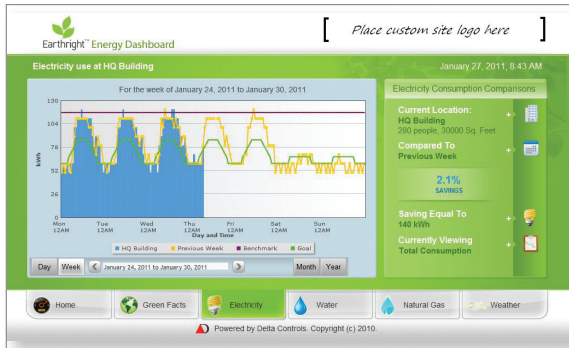 Earthright™ Energy Dashboard
[ Place custom site logo here ]
Electricity use at HQ Building
January 27, 2011, 8:43 AM
For the week of January 24, 2011 to January 30, 2011
130
104
78
52
26
0
kWh
Mon Tue Wed Thu Fri Sat Sun
12AM 12AM 12AM 12AM 12AM 12AM 12AM
Day and Time
HQ Building Previous Week Benchmark Goal
Day Week January 24, 2011 to January 30, 2011 Month Year
Electricity Consumption Comparisons
Current Location:
HQ Building
290 people, 30000 Sq. Feet
Compared To
Previous Week
2.1%
SAVINGS
Saving Equal To
140 kWh
Currently Viewing
Total Consumption
Home Green Facts Electricity Water Natural Gas Weather
Powered by Delta Controls. Copyright (c) 2010.